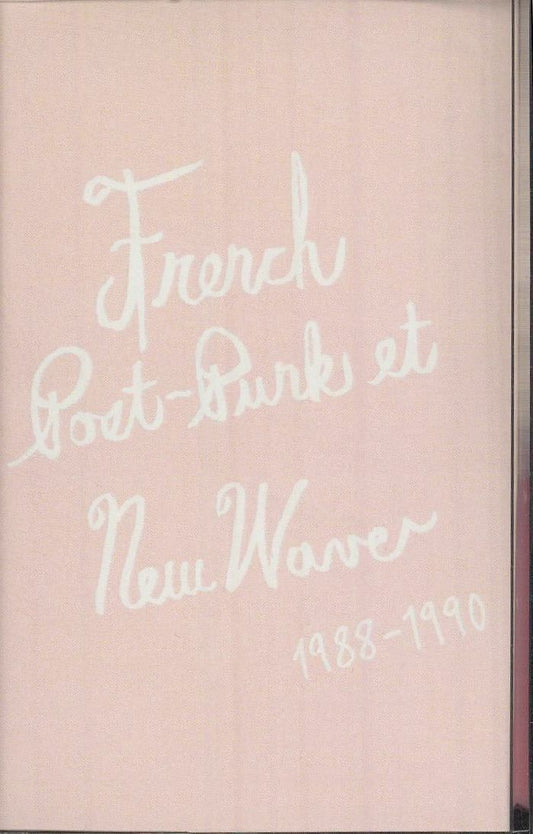 French
Post-Punk et
New Wave
1988-1990